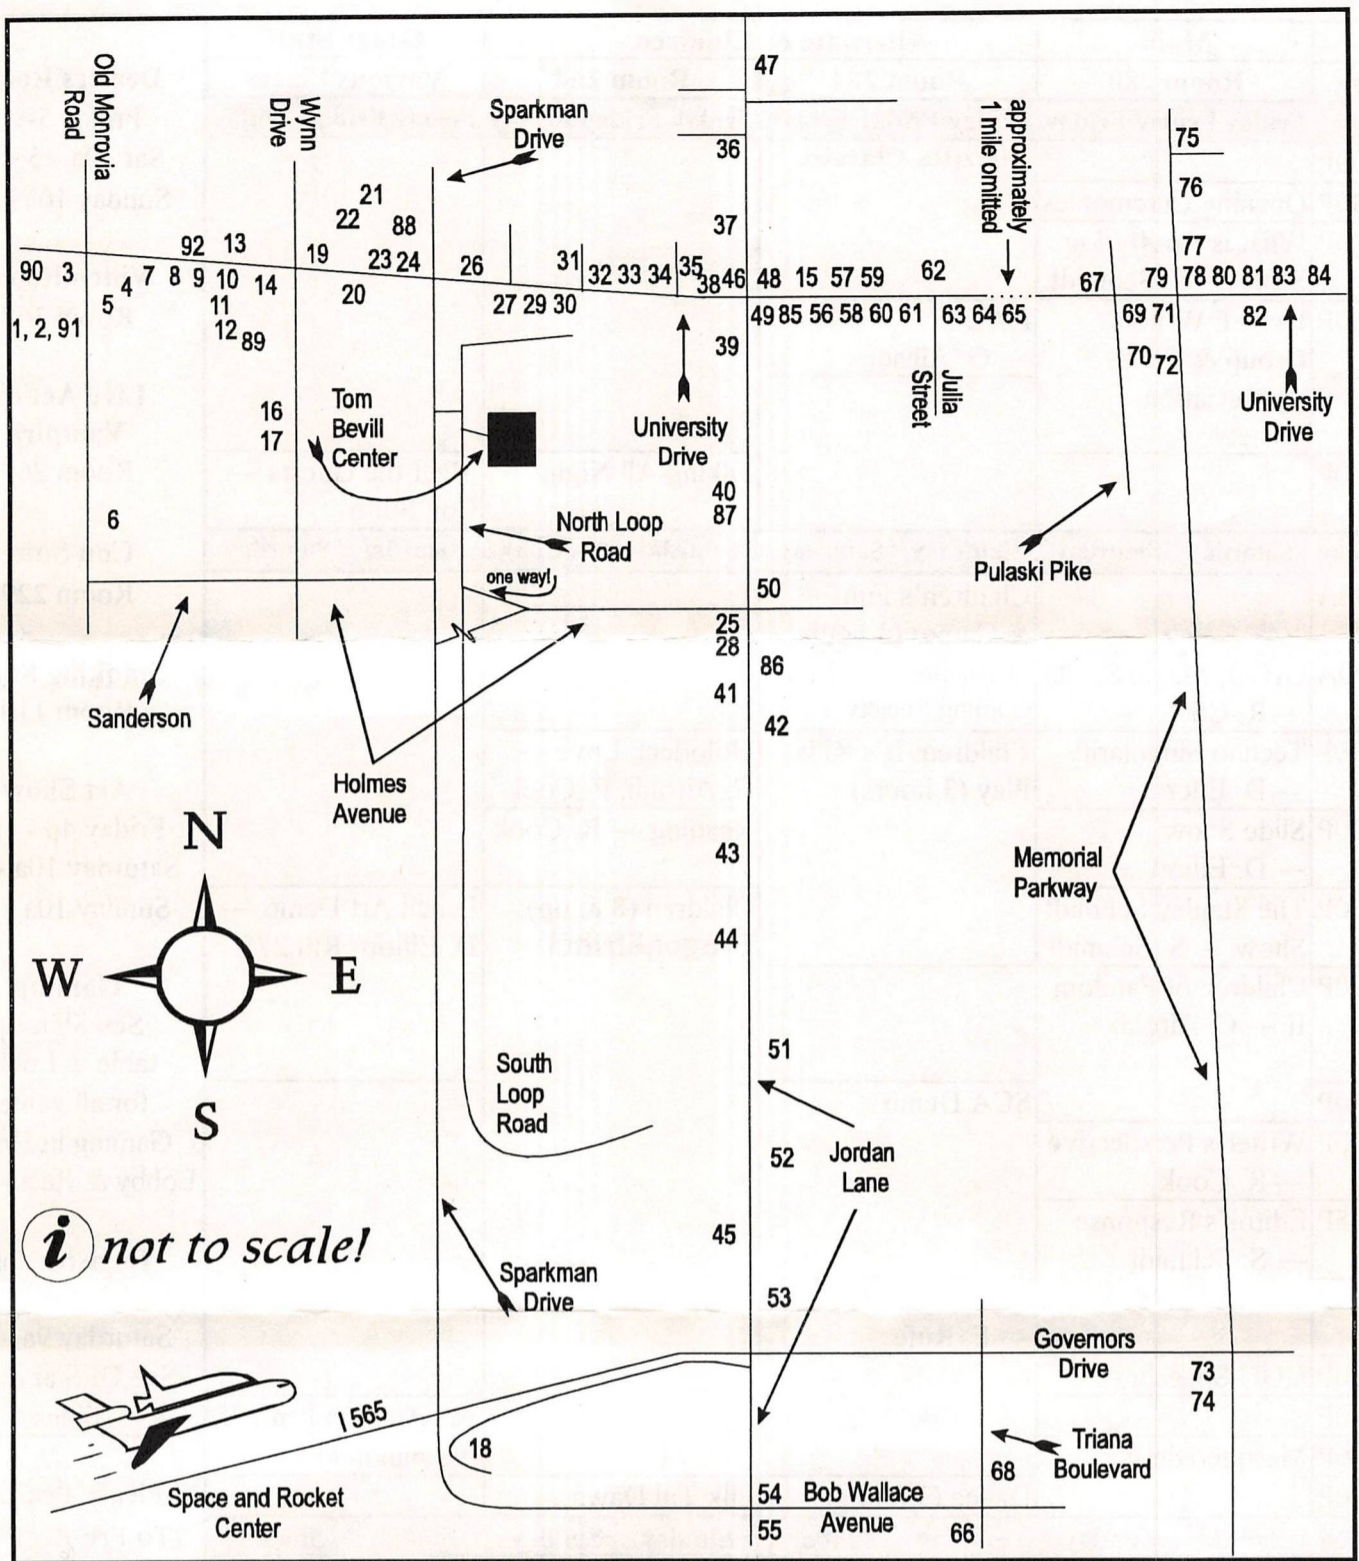 47
Old Monrovia
Road
Wynn
Drive
Sparkman
Drive
approximately
1 mile omitted
36
75
21
76
22 88
37
92 13
77
19 23 24 26 31 32 33 34 35 38 46 48 15 57 59 62 67 79 78 80 81 83 84
90 3 4 7 8 9 10 14
5 11 20 27 29 30 49 85 56 58 60 61 63 64 65 69 71 82
1, 2, 91 12 89
39
70 72
Julia
Street
16
17
Tom
Bevill
Center
University
Drive
University
Drive
40
87
6
North Loop
Road
Pulaski Pike
one way!
50
25
28
86
41
42
Sanderson
Holmes
Avenue
N
W E
S
43
Memorial
Parkway
44
51
South
Loop
Road
52
Jordan
Lane
45
i not to scale!
Sparkman
Drive
53
Governors
Drive
73
74
I 565
18
Triana
Boulevard
68
Space and Rocket
Center
54 Bob Wallace
Avenue
55
66